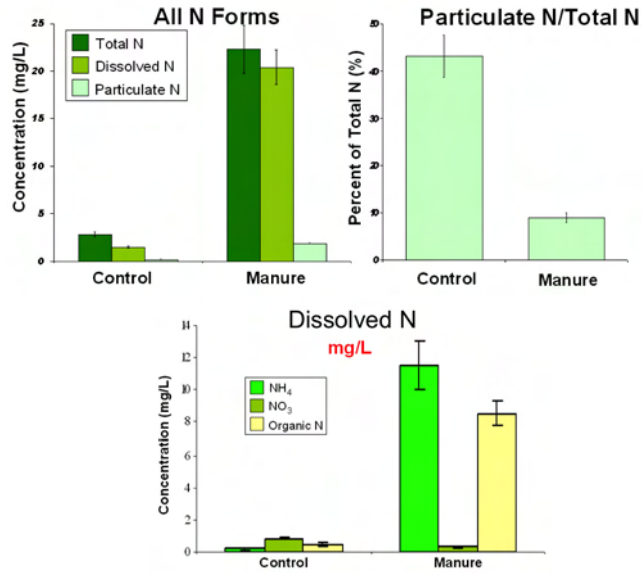 All N Forms
Particulate N/Total N
Concentration (mg/L)
25
20
15
10
5
0
Total N
Dissolved N
Particulate N
Control
Manure
Percent of Total N (%)
50
40
30
20
10
0
Control
Manure
Dissolved N
mg/L
Concentration (mg/L)
14
12
10
8
6
4
2
0
NH₄
NO₃
Organic N
Control
Manure